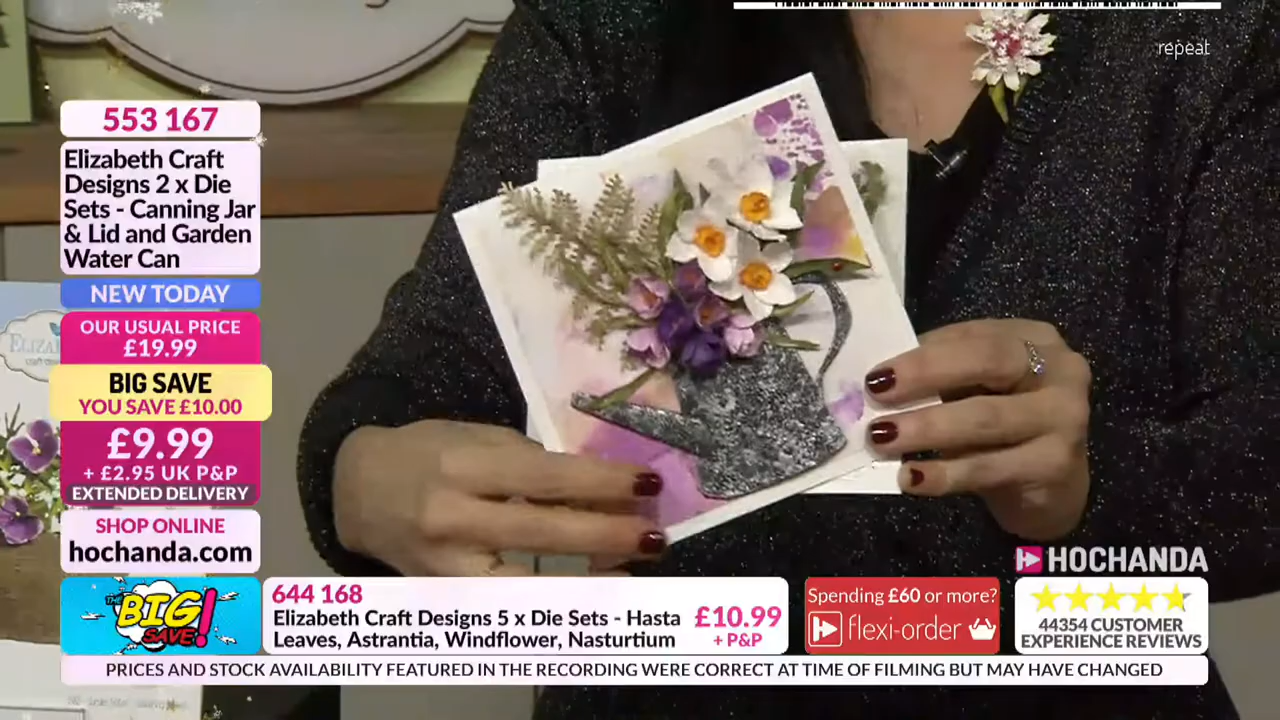 repeat
553 167
Elizabeth Craft
Designs 2 x Die
Sets - Canning Jar
& Lid and Garden
Water Can
NEW TODAY
OUR USUAL PRICE
£19.99
BIG SAVE
YOU SAVE £10.00
£9.99
+ £2.95 UK P&P
EXTENDED DELIVERY
SHOP ONLINE
hochanda.com
HOCHANDA
THE BIG SAVE!
644 168
Elizabeth Craft Designs 5 x Die Sets - Hasta
Leaves, Astrantia, Windflower, Nasturtium
£10.99
+ P&P
Spending £60 or more?
flexi-order
44354 CUSTOMER
EXPERIENCE REVIEWS
PRICES AND STOCK AVAILABILITY FEATURED IN THE RECORDING WERE CORRECT AT TIME OF FILMING BUT MAY HAVE CHANGED